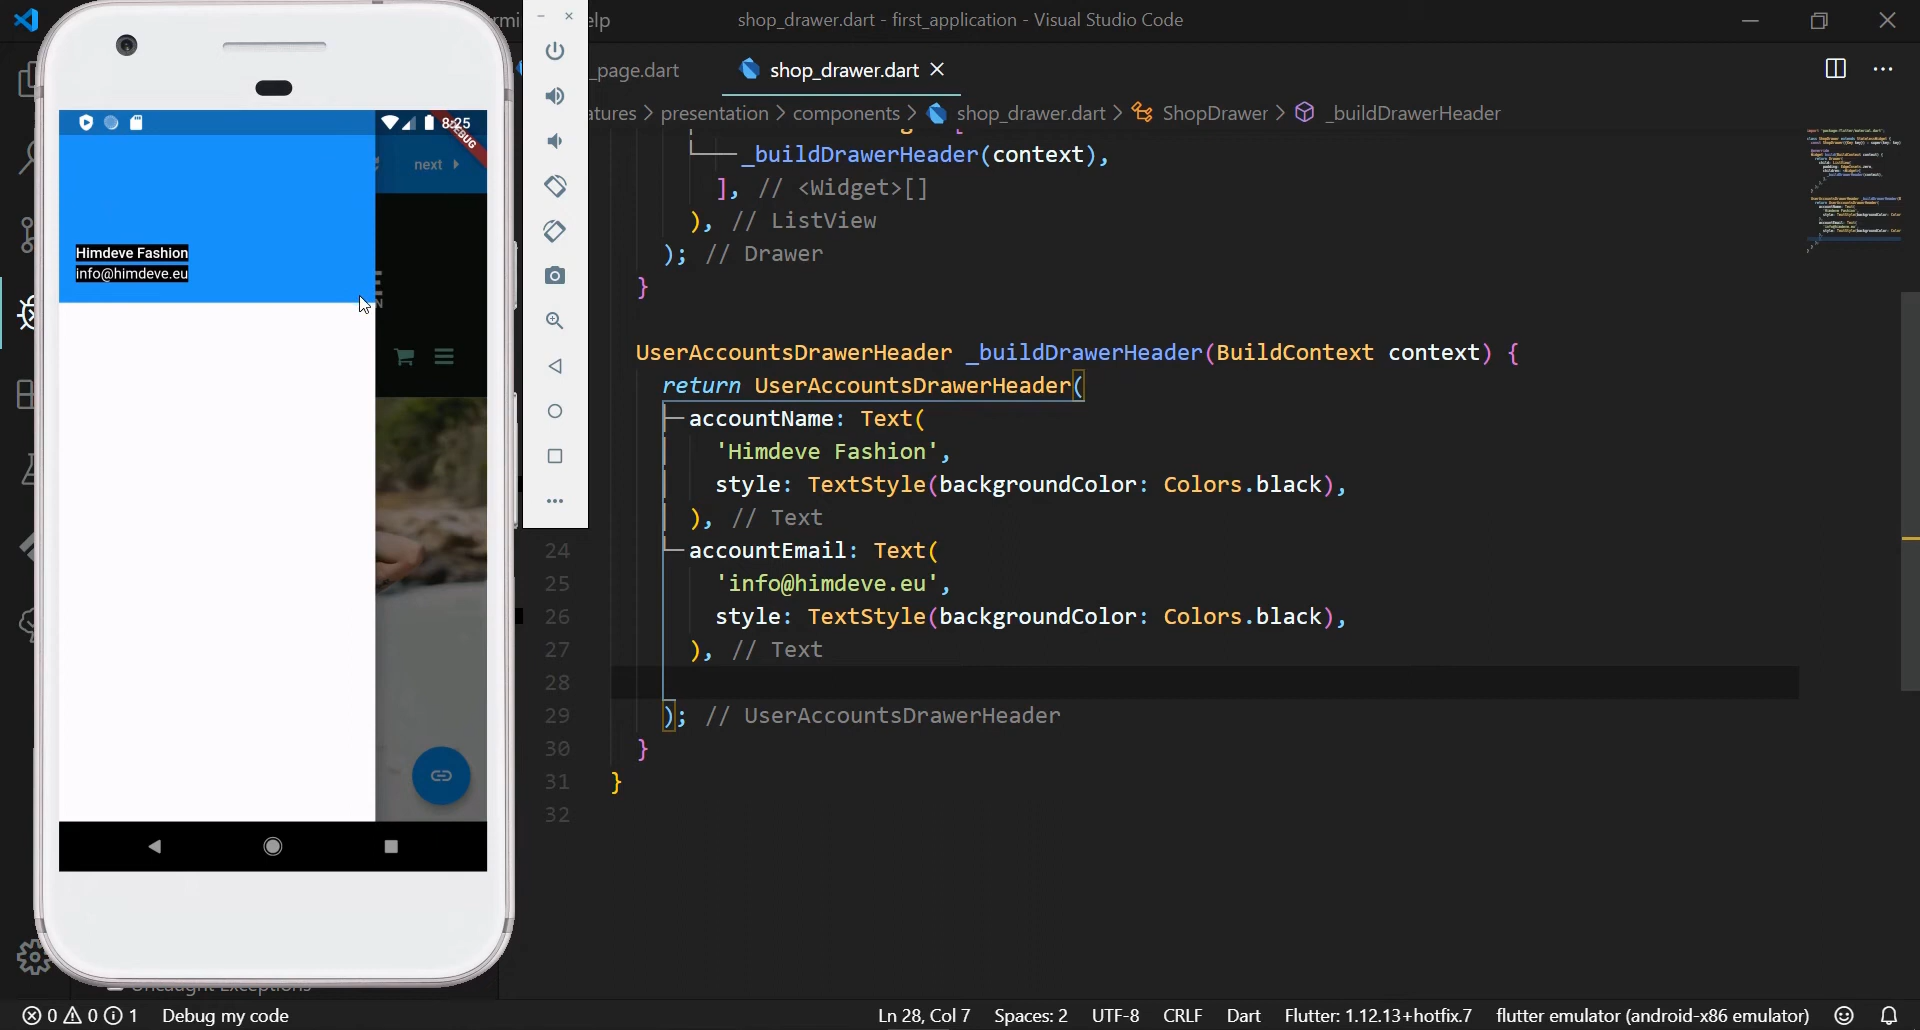 shop_drawer.dart - first_application - Visual Studio Code
_page.dart
shop_drawer.dart
presentation > components > shop_drawer.dart > ShopDrawer > _buildDrawerHeader
8:25
DEBUG
next
Himdeve Fashion
info@himdeve.eu
_buildDrawerHeader(context),
], // <Widget>[]
), // ListView
); // Drawer
}
UserAccountsDrawerHeader _buildDrawerHeader(BuildContext context) {
return UserAccountsDrawerHeader(
accountName: Text(
'Himdeve Fashion',
style: TextStyle(backgroundColor: Colors.black),
), // Text
24 accountEmail: Text(
25 'info@himdeve.eu',
26 style: TextStyle(backgroundColor: Colors.black),
27 ), // Text
28
29 ); // UserAccountsDrawerHeader
30 }
31 }
32
0 0 1 Debug my code
Ln 28, Col 7 Spaces: 2 UTF-8 CRLF Dart Flutter: 1.12.13+hotfix.7 flutter emulator (android-x86 emulator)